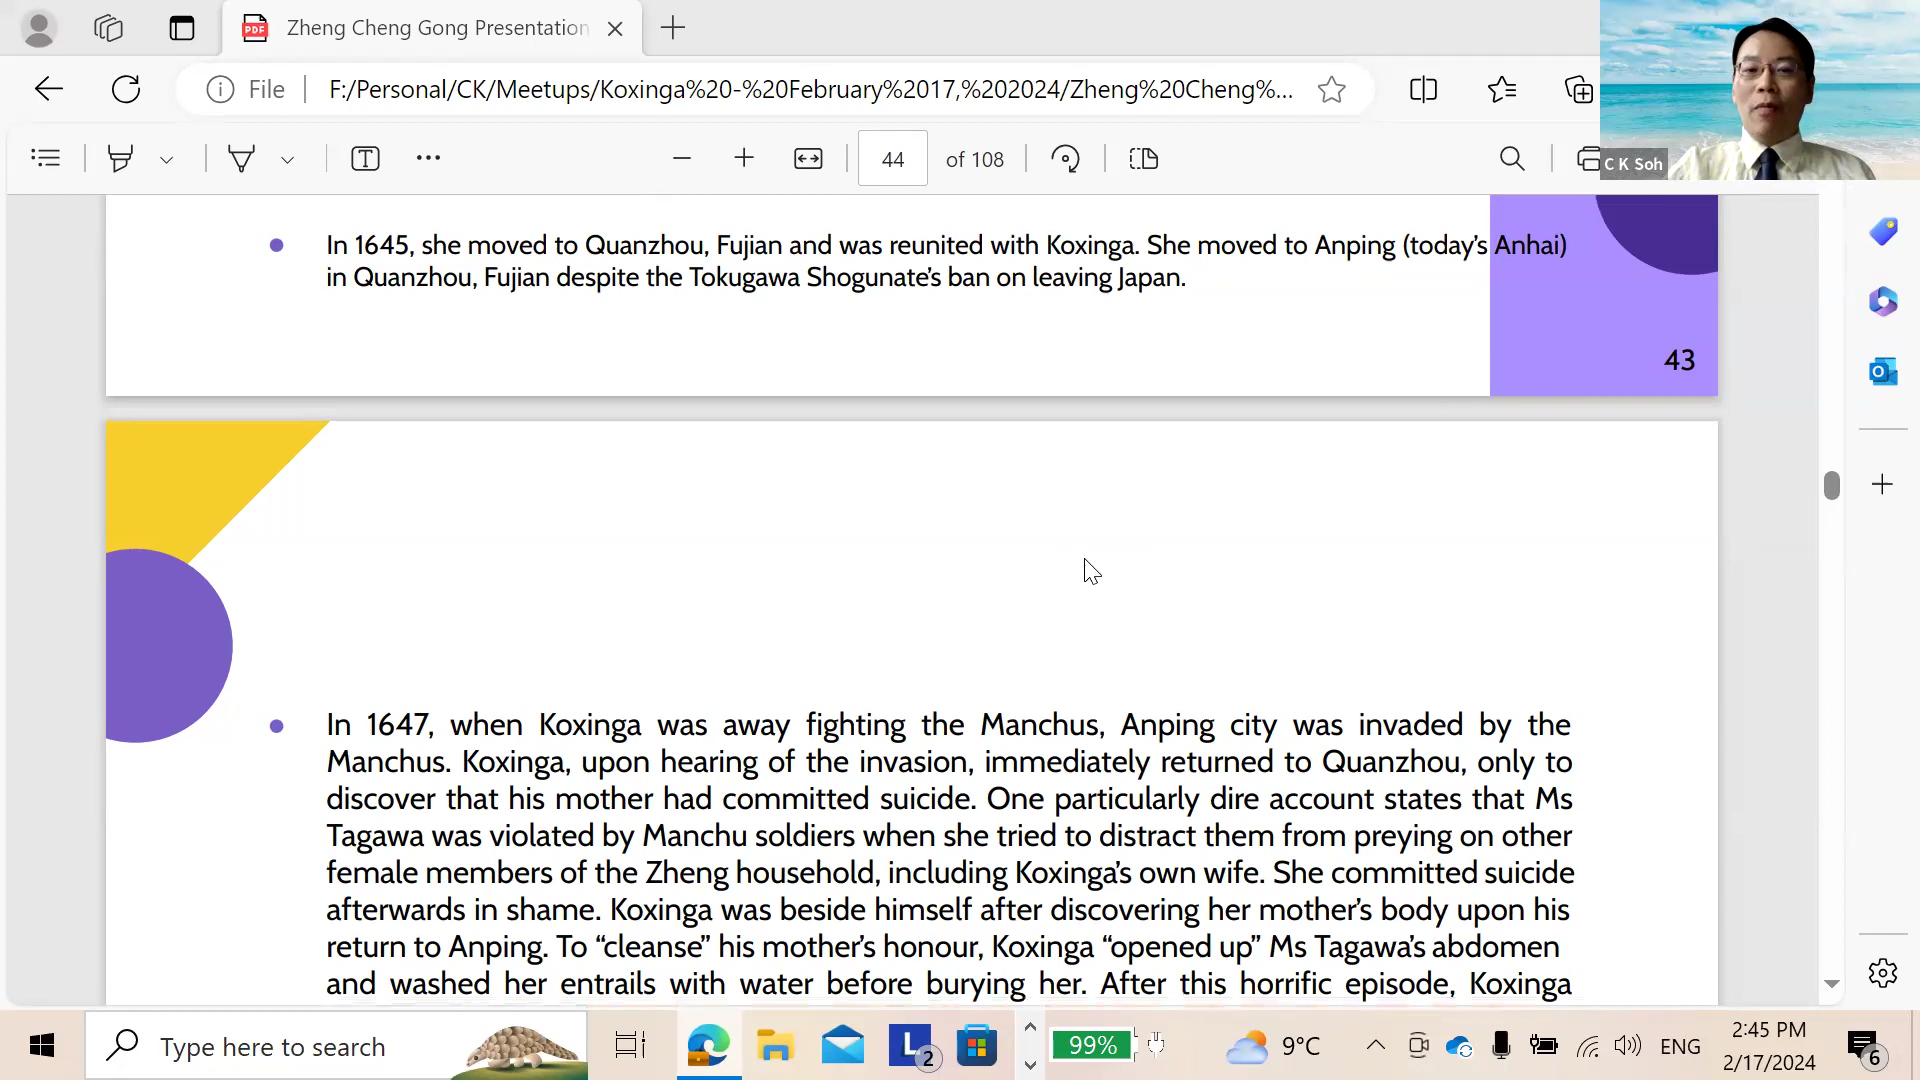 Zheng Cheng Gong Presentation
File
F:/Personal/CK/Meetups/Koxinga%20-%20February%2017,%202024/Zheng%20Cheng%...
44 of 108
C K Soh
In 1645, she moved to Quanzhou, Fujian and was reunited with Koxinga. She moved to Anping (today's Anhai)
in Quanzhou, Fujian despite the Tokugawa Shogunate's ban on leaving Japan.
43
In 1647, when Koxinga was away fighting the Manchus, Anping city was invaded by the
Manchus. Koxinga, upon hearing of the invasion, immediately returned to Quanzhou, only to
discover that his mother had committed suicide. One particularly dire account states that Ms
Tagawa was violated by Manchu soldiers when she tried to distract them from preying on other
female members of the Zheng household, including Koxinga's own wife. She committed suicide
afterwards in shame. Koxinga was beside himself after discovering her mother's body upon his
return to Anping. To “cleanse” his mother's honour, Koxinga “opened up” Ms Tagawa's abdomen
and washed her entrails with water before burying her. After this horrific episode, Koxinga
Type here to search
2
99%
9°C
ENG
2:45 PM
2/17/2024
6